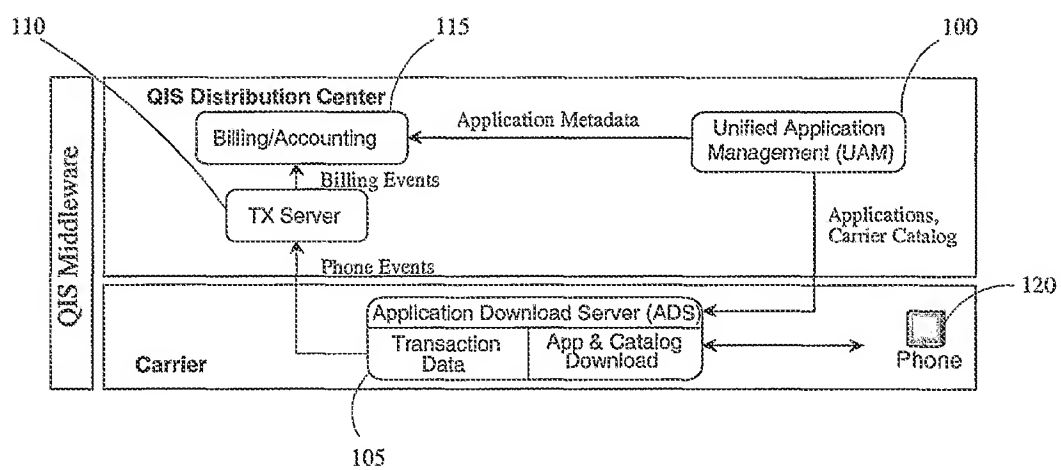 110
115
100
QIS Middleware
QIS Distribution Center
Billing/Accounting
Application Metadata
Unified Application
Management (UAM)
Billing Events
TX Server
Applications,
Carrier Catalog
Phone Events
120
Application Download Server (ADS)
Transaction
Data
App & Catalog
Download
Phone
Carrier
105